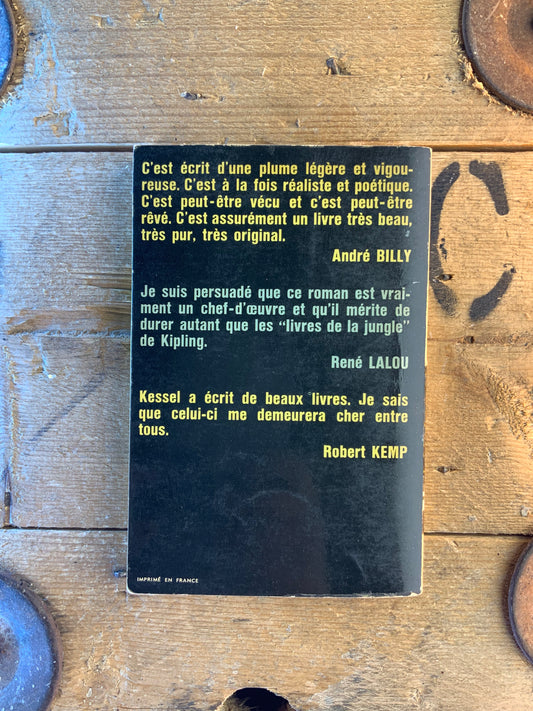 C'est écrit d'une plume légère et vigou-
reuse. C'est à la fois réaliste et poétique.
C'est peut-être vécu et c'est peut-être
rêvé. C'est assurément un livre très beau,
très pur, très original.
André BILLY
Je suis persuadé que ce roman est vrai-
ment un chef-d'œuvre et qu'il mérite de
durer autant que les "livres de la jungle"
de Kipling.
René LALOU
Kessel a écrit de beaux livres. Je sais
que celui-ci me demeurera cher entre
tous.
Robert KEMP
IMPRIMÉ EN FRANCE